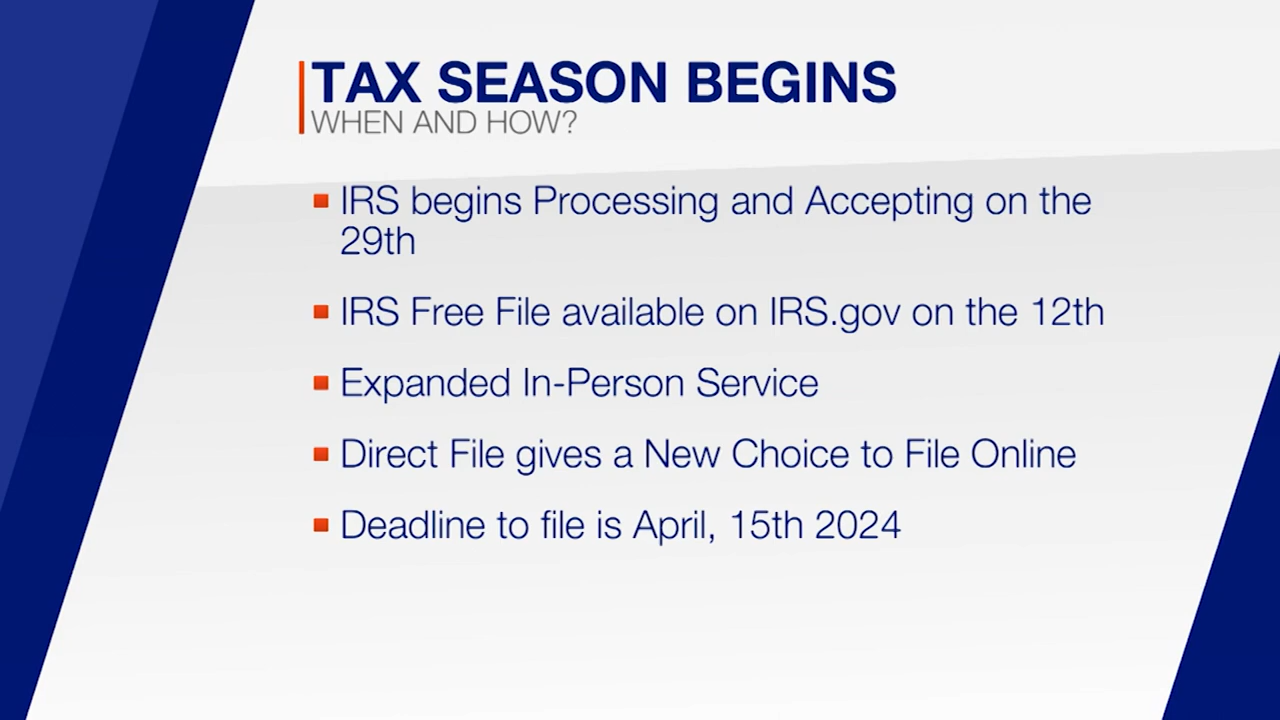 TAX SEASON BEGINS
WHEN AND HOW?
IRS begins Processing and Accepting on the
29th
IRS Free File available on IRS.gov on the 12th
Expanded In-Person Service
Direct File gives a New Choice to File Online
Deadline to file is April, 15th 2024